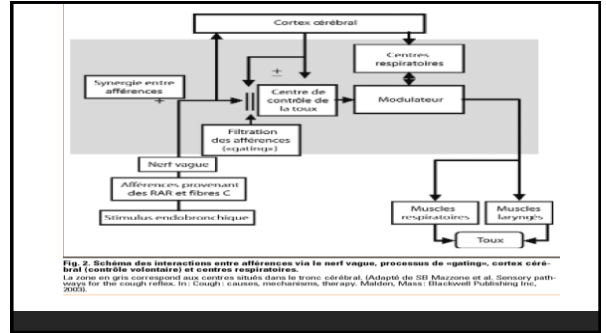 Cortex cérébral
Centres
respiratoires
Synergie entre
afférences
+
±
Centre de
contrôle de
la toux
Modulateur
Filtration
des afférences
(«gating»)
Nerf vague
Afférences provenant
des RAR et fibres C
Stimulus endobronchique
Muscles
respiratoires
Muscles
laryngés
Toux
Fig. 2. Schéma des interactions entre afférences via le nerf vague, processus de «gating», cortex céré-
bral (contrôle volontaire) et centres respiratoires.
La zone en gris correspond aux centres situés dans le tronc cérébral. (Adapté de SB Mazzone et al. Sensory path-
ways for the cough reflex. In : Cough : causes, mechanisms, therapy. Malden, Mass : Blackwell Publishing Inc,
2003).